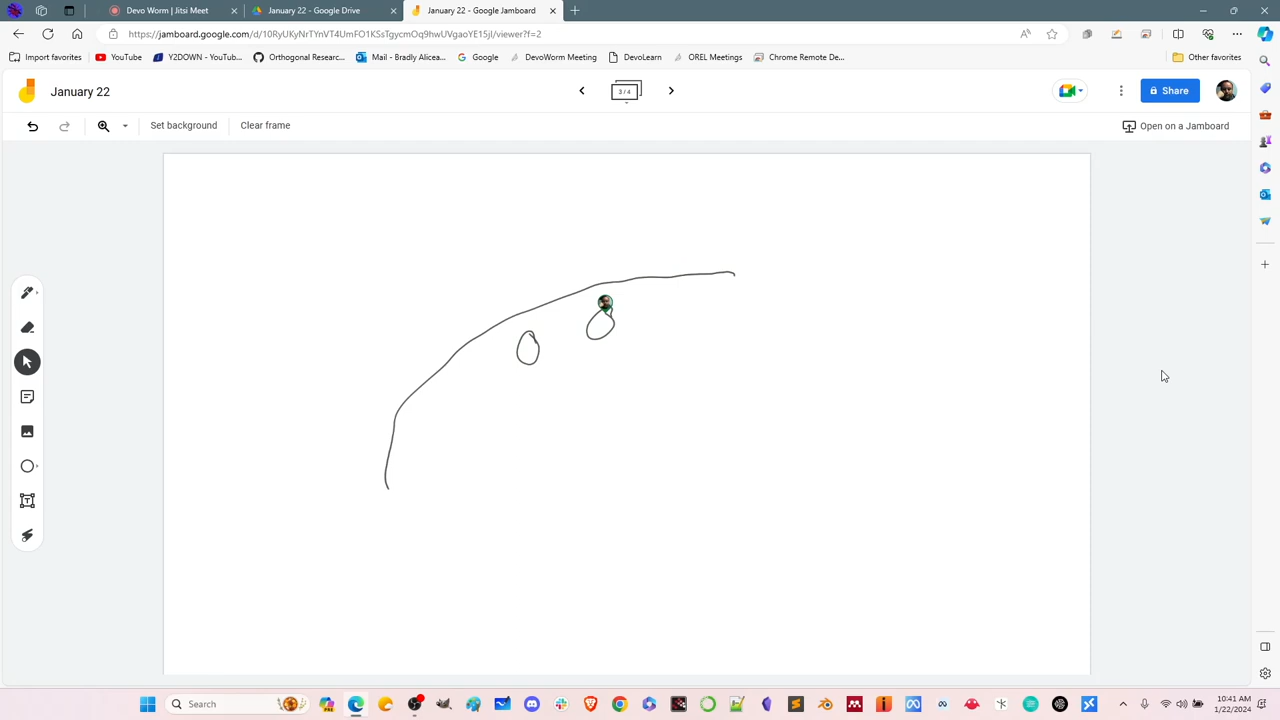 Devo Worm | Jitsi Meet
January 22 - Google Drive
January 22 - Google Jamboard
https://jamboard.google.com/d/10RyUKyNrTYnVT4UmFO1KSsTgycmOq9hwUVgaoYE15jI/viewer?f=2
Import favorites
YouTube
Y2DOWN - YouTub...
Orthogonal Researc...
Mail - Bradly Alicea...
Google
DevoWorm Meeting
DevoLearn
OREL Meetings
Chrome Remote De...
Other favorites
January 22
3 / 4
Share
Set background
Clear frame
Open on a Jamboard
Search
10:41 AM
1/22/2024